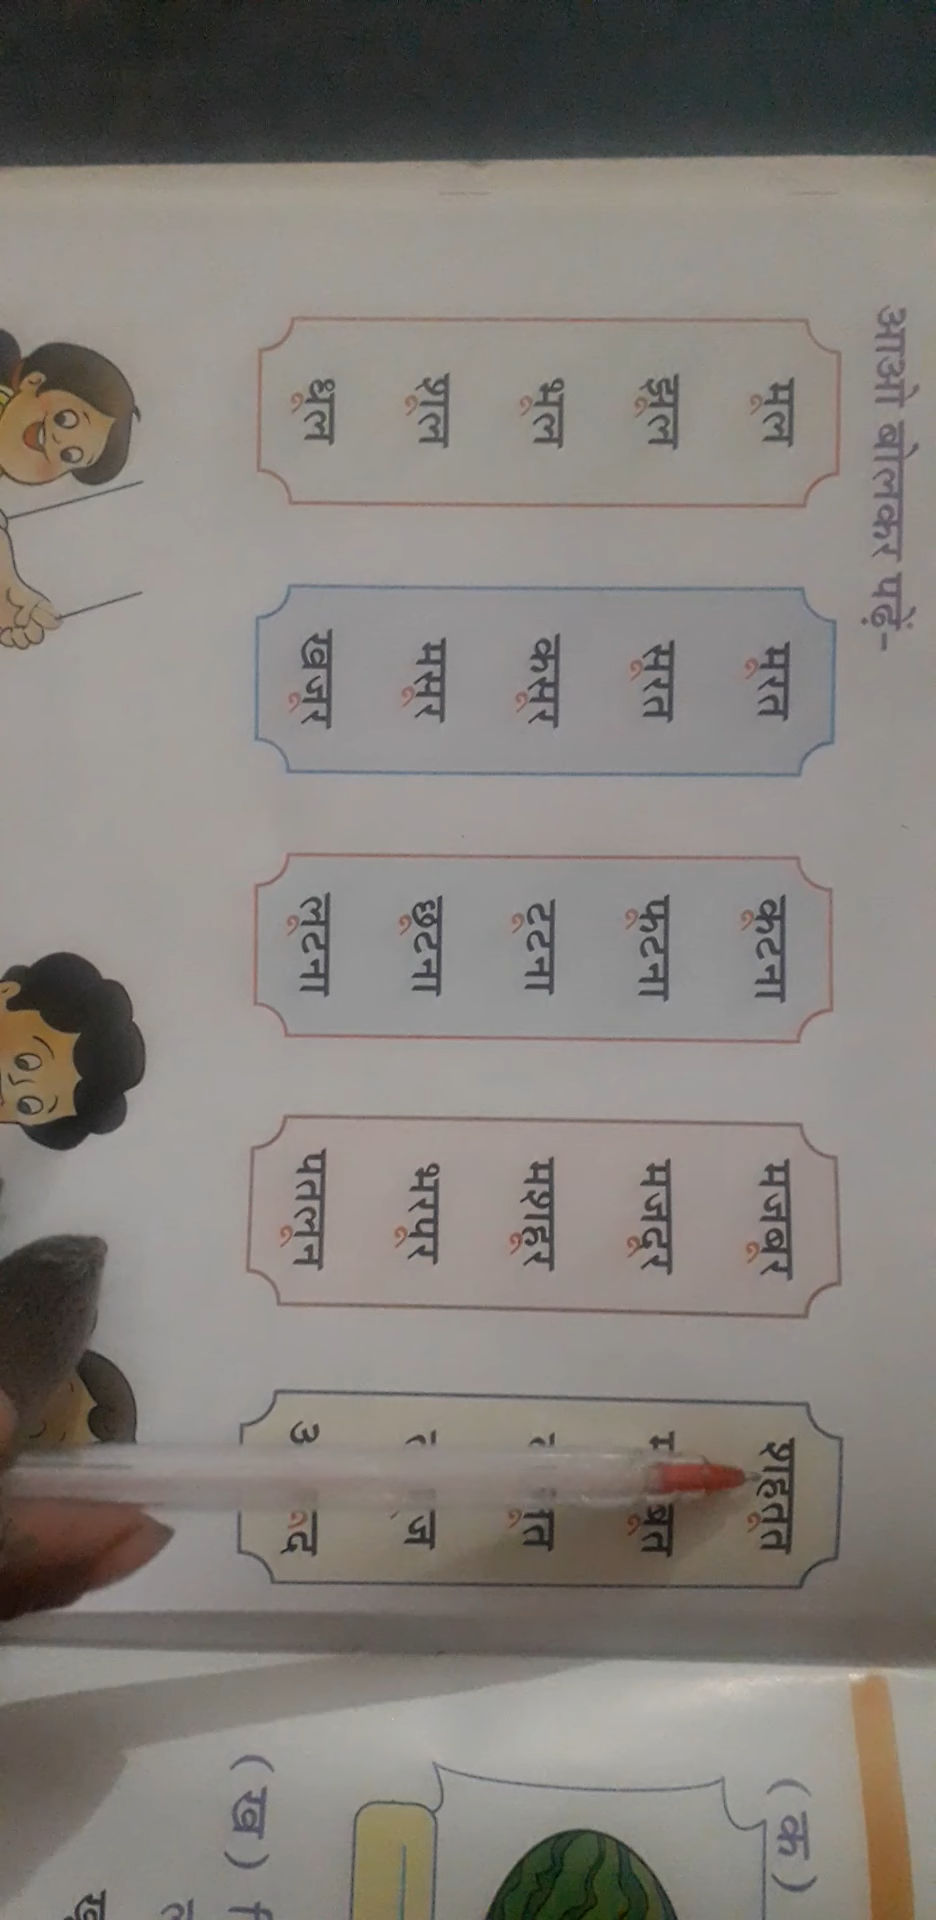 आओ बोलकर पढ़ें-
मूल
झूल
भूल
शूल
धूल
मूरत
सूरत
कसूर
मसूर
खजूर
कूटना
फूटना
टूटना
छूटना
लूटना
मजबूर
मजदूर
मशहूर
भरपूर
पतलून
शहतूत
(क)
(ख)